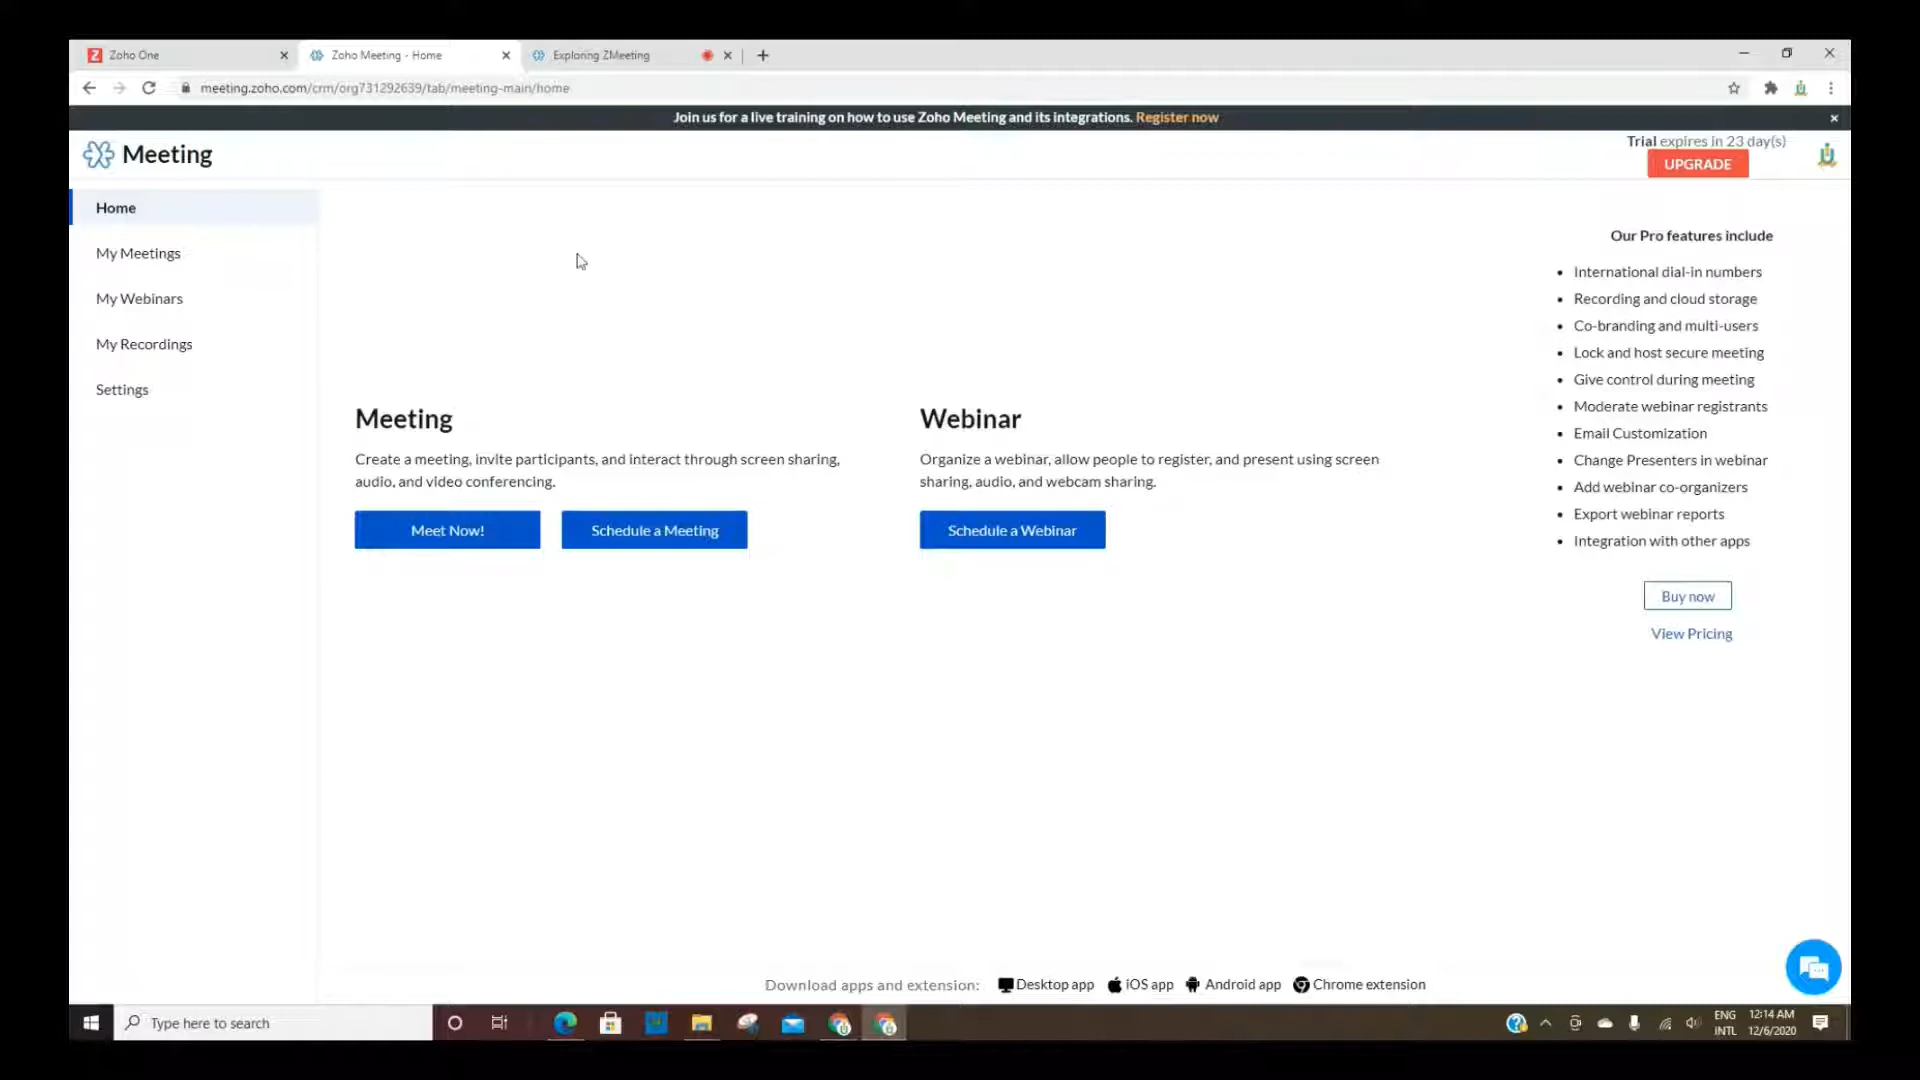 Zoho One
Zoho Meeting - Home
Exploring ZMeeting
meeting.zoho.com/crm/org731292639/tab/meeting-main/home
Join us for a live training on how to use Zoho Meeting and its integrations. Register now
Meeting
Trial expires in 23 day(s)
UPGRADE
Home
My Meetings
My Webinars
My Recordings
Settings
Meeting
Create a meeting, invite participants, and interact through screen sharing,
audio, and video conferencing.
Meet Now!
Schedule a Meeting
Webinar
Organize a webinar, allow people to register, and present using screen
sharing, audio, and webcam sharing.
Schedule a Webinar
Our Pro features include
International dial-in numbers
Recording and cloud storage
Co-branding and multi-users
Lock and host secure meeting
Give control during meeting
Moderate webinar registrants
Email Customization
Change Presenters in webinar
Add webinar co-organizers
Export webinar reports
Integration with other apps
Buy now
View Pricing
Download apps and extension: Desktop app iOS app Android app Chrome extension
Type here to search
ENG
INTL
12:14 AM
12/6/2020